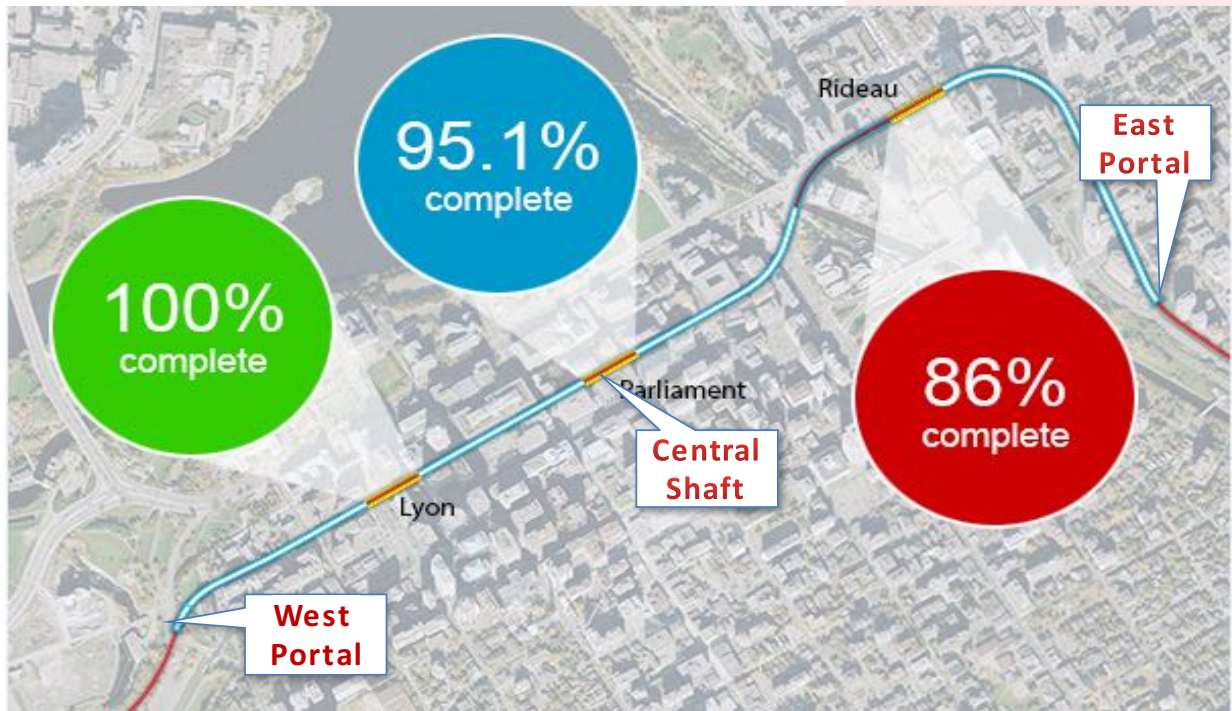 Rideau
East
Portal
95.1%
complete
100%
complete
Parliament
86%
complete
Central
Shaft
Lyon
West
Portal